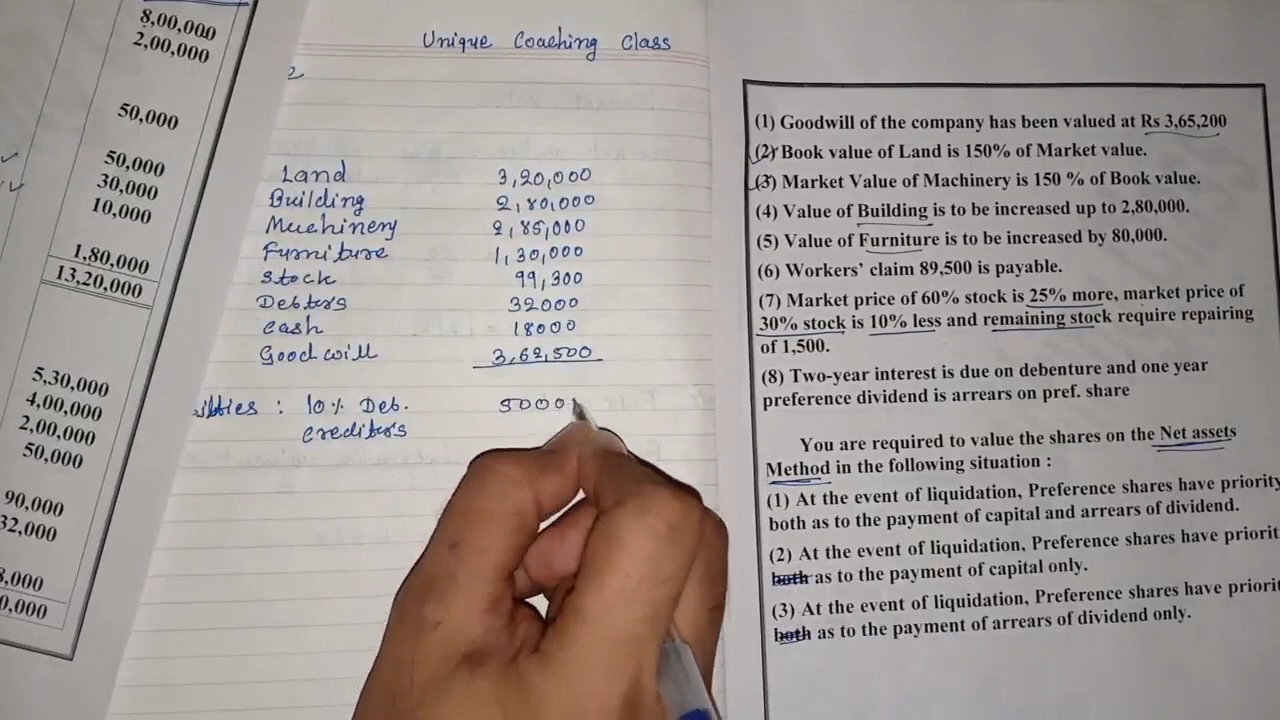 8,00,000
2,00,000
50,000
50,000
30,000
10,000
1,80,000
13,20,000
5,30,000
4,00,000
2,00,000
50,000
90,000
32,000
8,000
0,000
Unique Coaching Class
2
Land 3,20,000
Building 2,80,000
Machinery 2,85,000
Furniture 1,30,000
Stock 99,300
Debtors 32000
Cash 18000
Goodwill 3,62,500
ilities : 10% Deb. 5000
creditors
(1) Goodwill of the company has been valued at Rs 3,65,200
(2) Book value of Land is 150% of Market value.
(3) Market Value of Machinery is 150 % of Book value.
(4) Value of Building is to be increased up to 2,80,000.
(5) Value of Furniture is to be increased by 80,000.
(6) Workers' claim 89,500 is payable.
(7) Market price of 60% stock is 25% more, market price of
30% stock is 10% less and remaining stock require repairing
of 1,500.
(8) Two-year interest is due on debenture and one year
preference dividend is arrears on pref. share
You are required to value the shares on the Net assets
Method in the following situation :
(1) At the event of liquidation, Preference shares have priority
both as to the payment of capital and arrears of dividend.
(2) At the event of liquidation, Preference shares have priorit
both as to the payment of capital only.
(3) At the event of liquidation, Preference shares have priori
both as to the payment of arrears of dividend only.